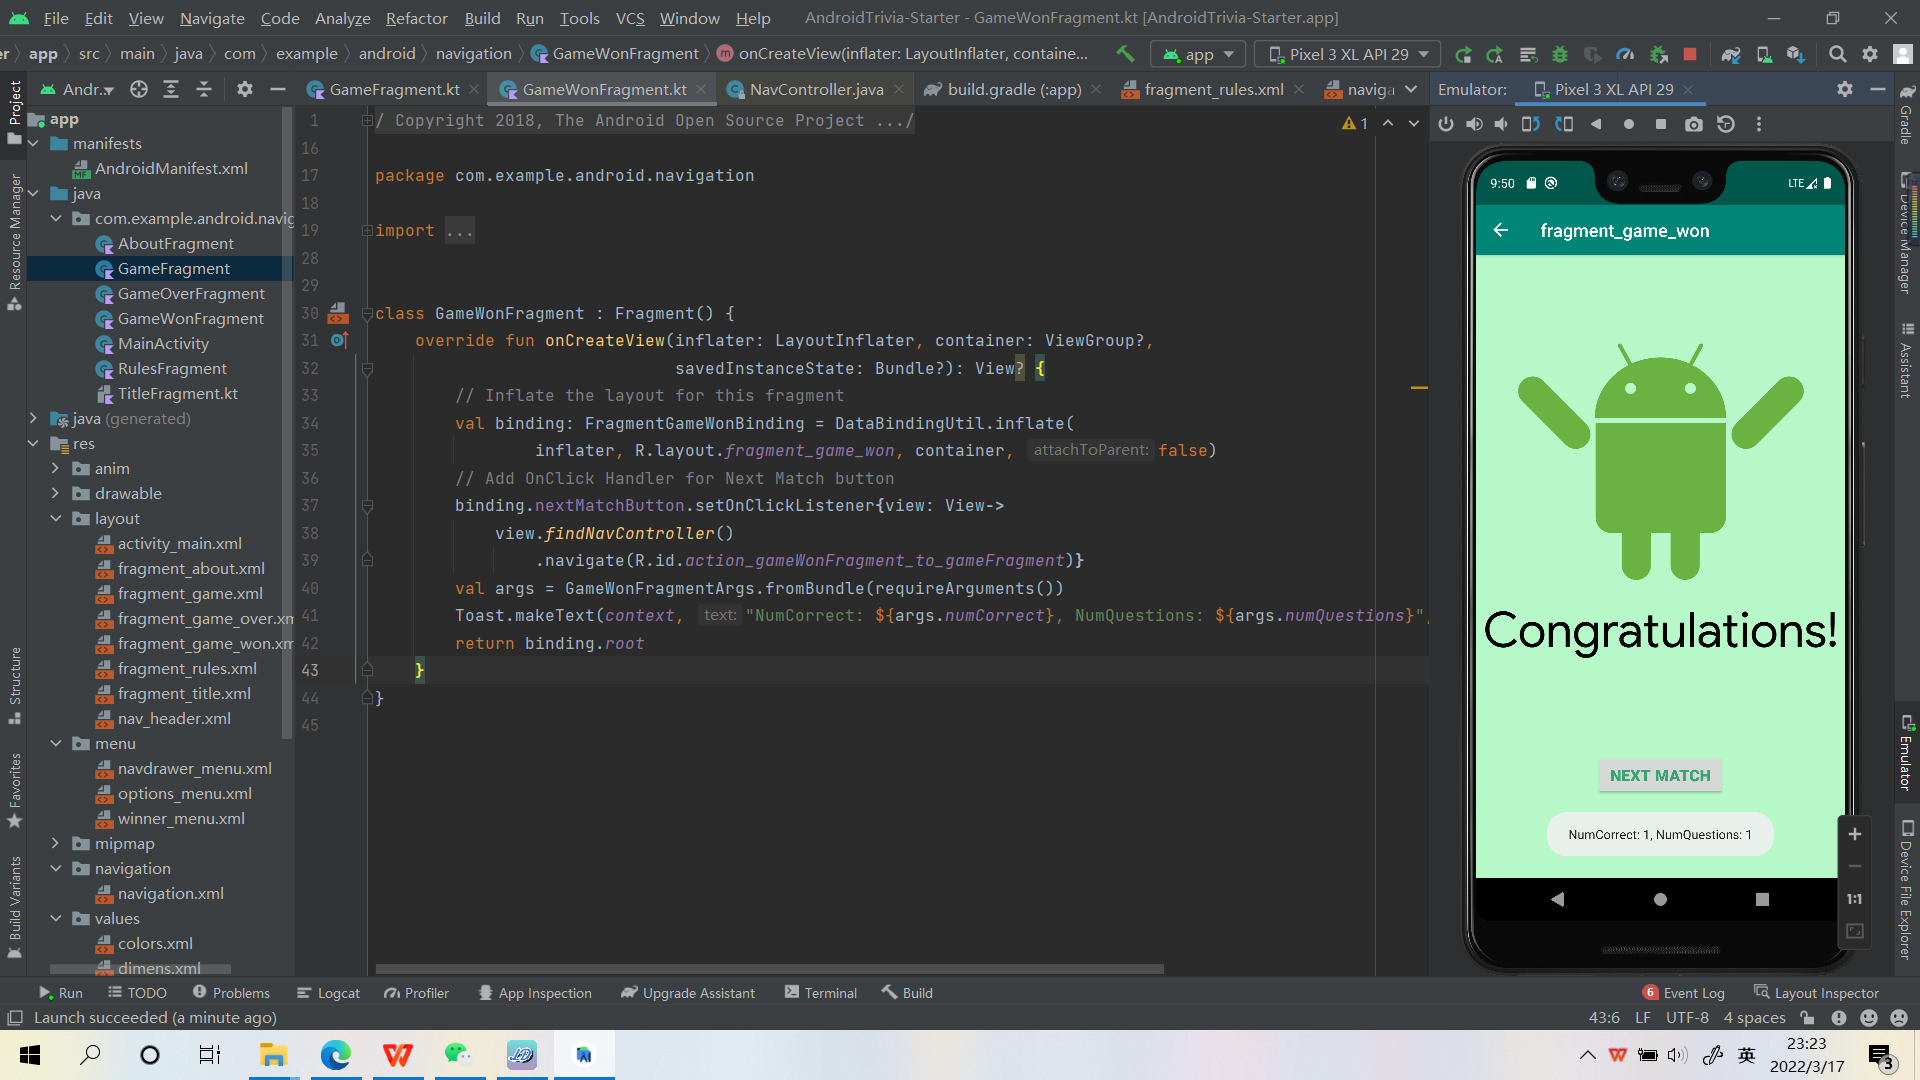 File Edit View Navigate Code Analyze Refactor Build Run Tools VCS Window Help AndroidTrivia-Starter - GameWonFragment.kt [AndroidTrivia-Starter.app]
er app src main java com example android navigation GameWonFragment onCreateView(inflater: LayoutInflater, containe... app Pixel 3 XL API 29
Andr.. GameFragment.kt GameWonFragment.kt NavController.java build.gradle (:app) fragment_rules.xml naviga Emulator: Pixel 3 XL API 29
Project
Resource Manager
Structure
Favorites
Build Variants
app
manifests
AndroidManifest.xml
java
com.example.android.navig
AboutFragment
GameFragment
GameOverFragment
GameWonFragment
MainActivity
RulesFragment
TitleFragment.kt
java (generated)
res
anim
drawable
layout
activity_main.xml
fragment_about.xml
fragment_game.xml
fragment_game_over.xm
fragment_game_won.xm
fragment_rules.xml
fragment_title.xml
nav_header.xml
menu
navdrawer_menu.xml
options_menu.xml
winner_menu.xml
mipmap
navigation
navigation.xml
values
colors.xml
dimens.xml
1 / Copyright 2018, The Android Open Source Project .../ 1
16
17 package com.example.android.navigation
18
19 import ...
28
29
30 class GameWonFragment : Fragment() {
31 override fun onCreateView(inflater: LayoutInflater, container: ViewGroup?,
32 savedInstanceState: Bundle?): View? {
33 // Inflate the layout for this fragment
34 val binding: FragmentGameWonBinding = DataBindingUtil.inflate(
35 inflater, R.layout.fragment_game_won, container, attachToParent: false)
36 // Add OnClick Handler for Next Match button
37 binding.nextMatchButton.setOnClickListener{view: View->
38 view.findNavController()
39 .navigate(R.id.action_gameWonFragment_to_gameFragment)}
40 val args = GameWonFragmentArgs.fromBundle(requireArguments())
41 Toast.makeText(context, text: "NumCorrect: ${args.numCorrect}, NumQuestions: ${args.numQuestions}",
42 return binding.root
43 }
44 }
45
9:50 LTE
fragment_game_won
Congratulations!
NEXT MATCH
NumCorrect: 1, NumQuestions: 1
1:1
Gradle
Device Manager
Assistant
Emulator
Device File Explorer
Run TODO Problems Logcat Profiler App Inspection Upgrade Assistant Terminal Build 6 Event Log Layout Inspector
Launch succeeded (a minute ago) 43:6 LF UTF-8 4 spaces
英 23:23
2022/3/17 3